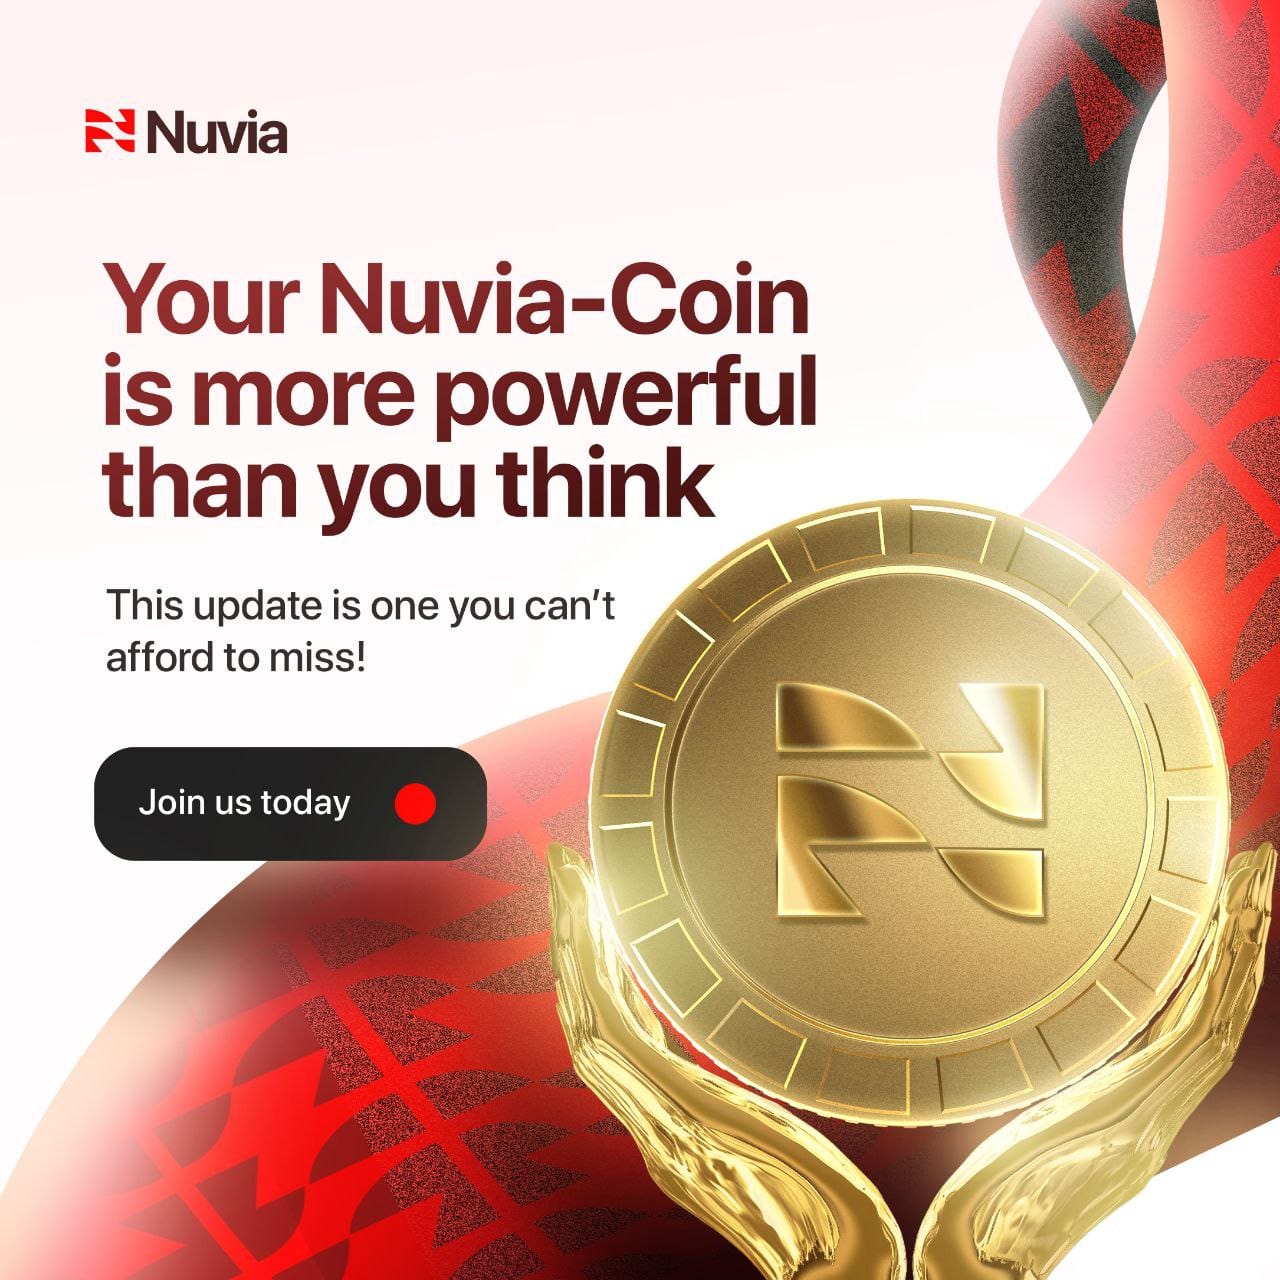 Nuvia
Your Nuvia-Coin
is more powerful
than you think
This update is one you can’t
afford to miss!
Join us today